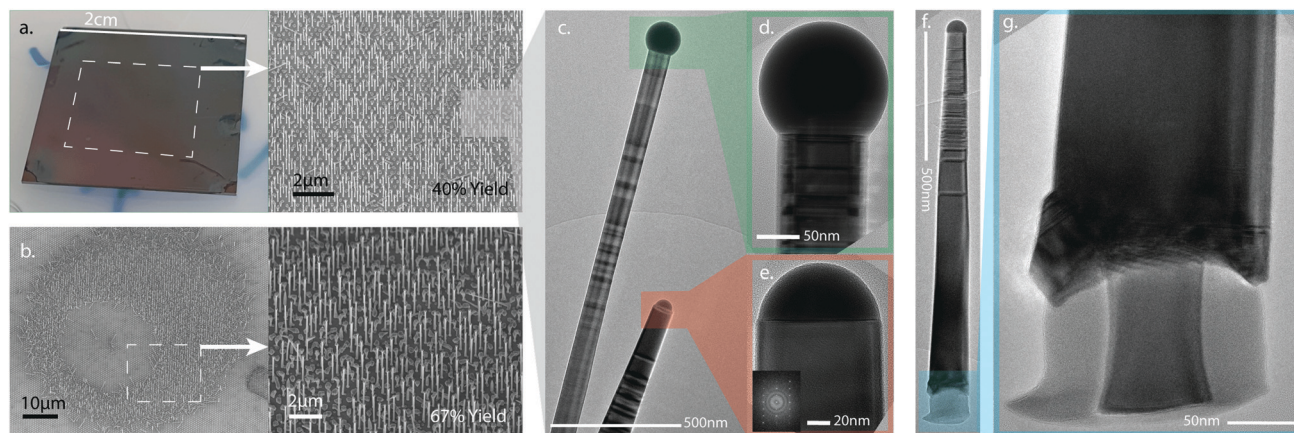 a.
2cm
2µm
40% Yield
b.
10µm
2µm
67% Yield
c.
500nm
d.
50nm
e.
20nm
f.
500nm
g.
50nm